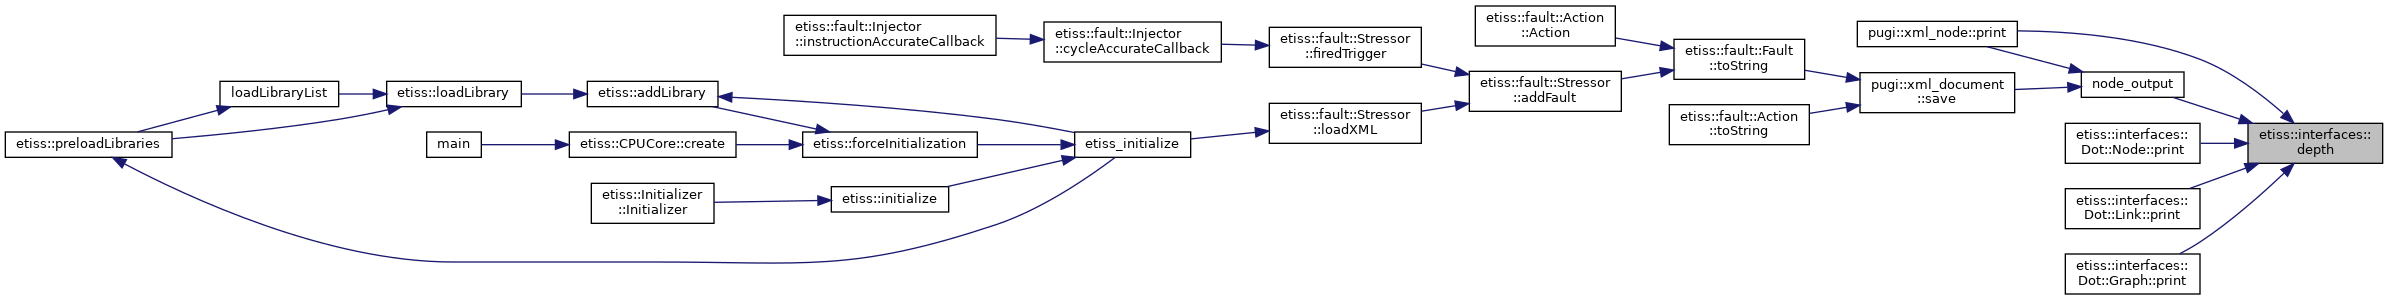 etiss::preloadLibraries
loadLibraryList
etiss::loadLibrary
main
etiss::addLibrary
etiss::CPUCore::create
etiss::Initializer
::Initializer
etiss::fault::Injector
::instructionAccurateCallback
etiss::forceInitialization
etiss::initialize
etiss::fault::Injector
::cycleAccurateCallback
etiss_initialize
etiss::fault::Stressor
::firedTrigger
etiss::fault::Stressor
::loadXML
etiss::fault::Action
::Action
etiss::fault::Stressor
::addFault
etiss::fault::Fault
::toString
etiss::fault::Action
::toString
pugi::xml_node::print
pugi::xml_document
::save
node_output
etiss::interfaces::
Dot::Node::print
etiss::interfaces::
Dot::Link::print
etiss::interfaces::
Dot::Graph::print
etiss::interfaces::
depth